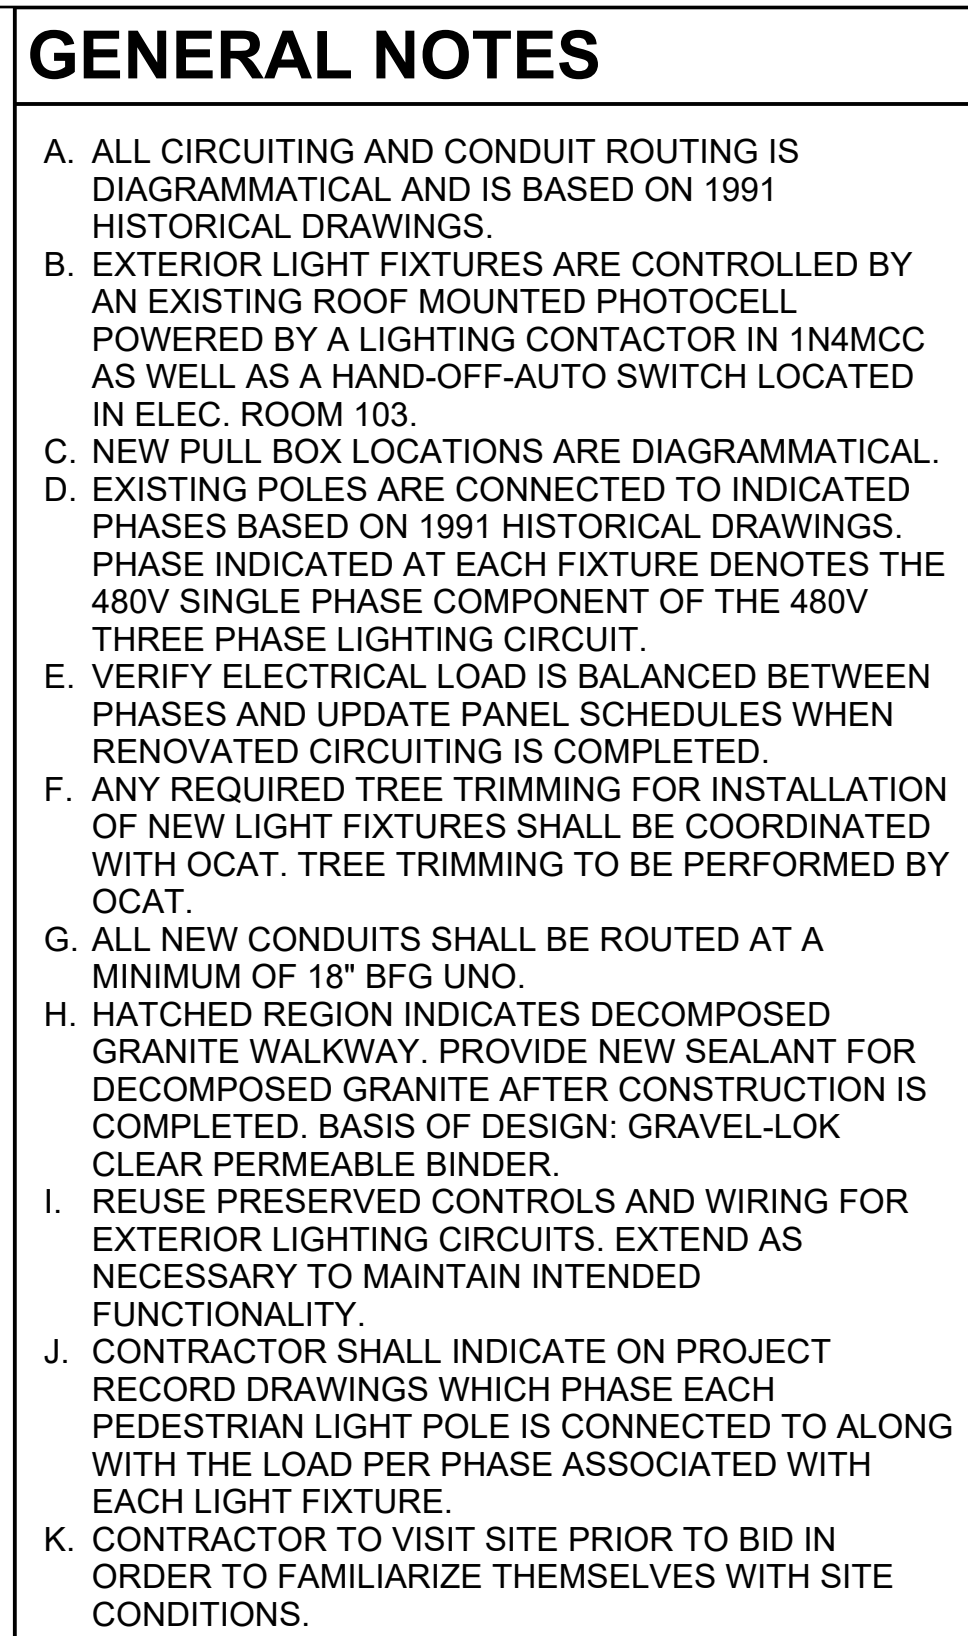 GENERAL NOTES
A. ALL CIRCUITING AND CONDUIT ROUTING IS
DIAGRAMMATICAL AND IS BASED ON 1991
HISTORICAL DRAWINGS.
B. EXTERIOR LIGHT FIXTURES ARE CONTROLLED BY
AN EXISTING ROOF MOUNTED PHOTOCELL
POWERED BY A LIGHTING CONTACTOR IN 1N4MCC
AS WELL AS A HAND-OFF-AUTO SWITCH LOCATED
IN ELEC. ROOM 103.
C. NEW PULL BOX LOCATIONS ARE DIAGRAMMATICAL.
D. EXISTING POLES ARE CONNECTED TO INDICATED
PHASES BASED ON 1991 HISTORICAL DRAWINGS.
PHASE INDICATED AT EACH FIXTURE DENOTES THE
480V SINGLE PHASE COMPONENT OF THE 480V
THREE PHASE LIGHTING CIRCUIT.
E. VERIFY ELECTRICAL LOAD IS BALANCED BETWEEN
PHASES AND UPDATE PANEL SCHEDULES WHEN
RENOVATED CIRCUITING IS COMPLETED.
F. ANY REQUIRED TREE TRIMMING FOR INSTALLATION
OF NEW LIGHT FIXTURES SHALL BE COORDINATED
WITH OCAT. TREE TRIMMING TO BE PERFORMED BY
OCAT.
G. ALL NEW CONDUITS SHALL BE ROUTED AT A
MINIMUM OF 18" BFG UNO.
H. HATCHED REGION INDICATES DECOMPOSED
GRANITE WALKWAY. PROVIDE NEW SEALANT FOR
DECOMPOSED GRANITE AFTER CONSTRUCTION IS
COMPLETED. BASIS OF DESIGN: GRAVEL-LOK
CLEAR PERMEABLE BINDER.
I. REUSE PRESERVED CONTROLS AND WIRING FOR
EXTERIOR LIGHTING CIRCUITS. EXTEND AS
NECESSARY TO MAINTAIN INTENDED
FUNCTIONALITY.
J. CONTRACTOR SHALL INDICATE ON PROJECT
RECORD DRAWINGS WHICH PHASE EACH
PEDESTRIAN LIGHT POLE IS CONNECTED TO ALONG
WITH THE LOAD PER PHASE ASSOCIATED WITH
EACH LIGHT FIXTURE.
K. CONTRACTOR TO VISIT SITE PRIOR TO BID IN
ORDER TO FAMILIARIZE THEMSELVES WITH SITE
CONDITIONS.